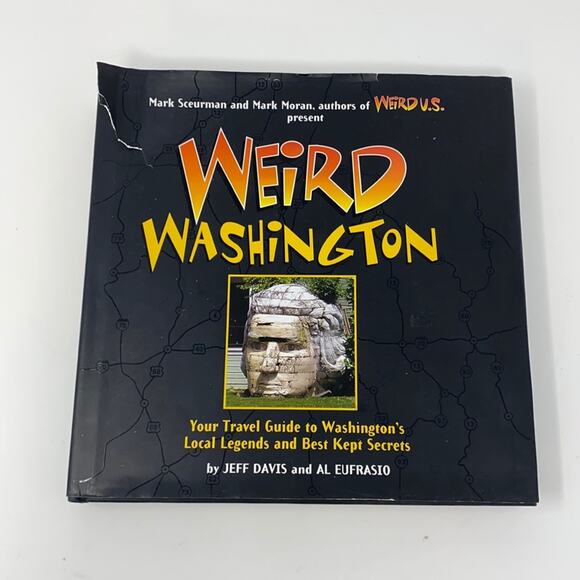 Mark Sceurman and Mark Moran, authors of WEiRD U.S.
present
WEiRD
WASHiNGTON
Your Travel Guide to Washington's
Local Legends and Best Kept Secrets
by JEFF DAVIS and AL EUFRASIO